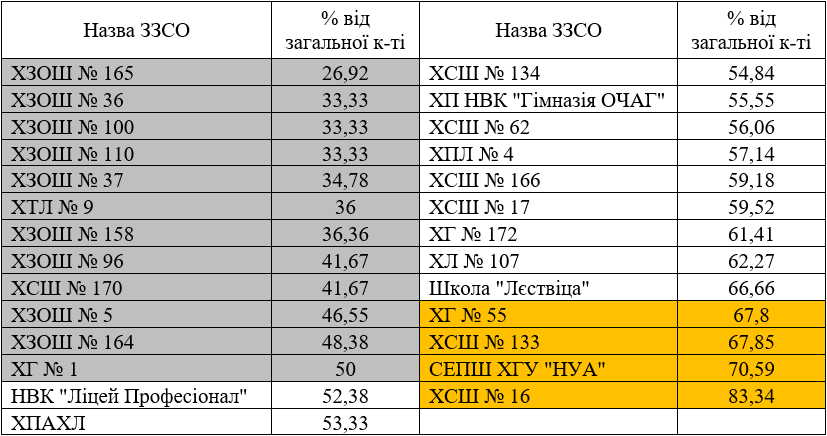 Назва ЗЗСО % від загальної к-ті Назва ЗЗСО % від загальної к-ті
ХЗОШ № 165 26,92 ХСШ № 134 54,84
ХЗОШ № 36 33,33 ХП НВК "Гімназія ОЧАГ" 55,55
ХЗОШ № 100 33,33 ХСШ № 62 56,06
ХЗОШ № 110 33,33 ХПЛ № 4 57,14
ХЗОШ № 37 34,78 ХСШ № 166 59,18
ХТЛ № 9 36 ХСШ № 17 59,52
ХЗОШ № 158 36,36 ХГ № 172 61,41
ХЗОШ № 96 41,67 ХЛ № 107 62,27
ХСШ № 170 41,67 Школа "Лєствіца" 66,66
ХЗОШ № 5 46,55 ХГ № 55 67,8
ХЗОШ № 164 48,38 ХСШ № 133 67,85
ХГ № 1 50 СЕПШ ХГУ "НУА" 70,59
НВК "Ліцей Професіонал" 52,38 ХСШ № 16 83,34
ХПАХЛ 53,33